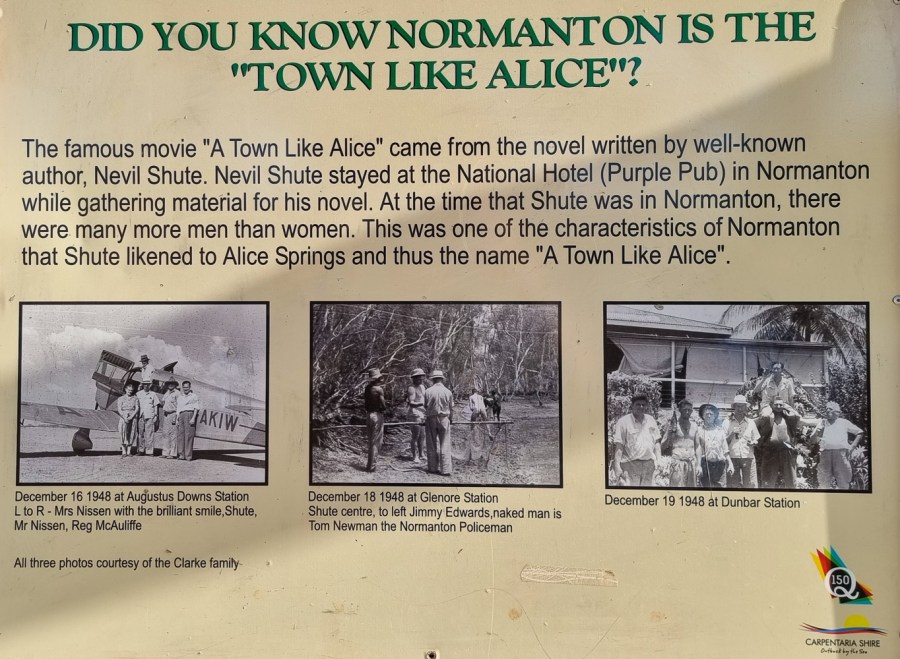 DID YOU KNOW NORMANTON IS THE
"TOWN LIKE ALICE"?
The famous movie "A Town Like Alice" came from the novel written by well-known
author, Nevil Shute. Nevil Shute stayed at the National Hotel (Purple Pub) in Normanton
while gathering material for his novel. At the time that Shute was in Normanton, there
were many more men than women. This was one of the characteristics of Normanton
that Shute likened to Alice Springs and thus the name "A Town Like Alice".
AKIW
December 16 1948 at Augustus Downs Station
L to R - Mrs Nissen with the brilliant smile,Shute,
Mr Nissen, Reg McAuliffe
December 18 1948 at Glenore Station
Shute centre, to left Jimmy Edwards,naked man is
Tom Newman the Normanton Policeman
December 19 1948 at Dunbar Station
All three photos courtesy of the Clarke family
Q
150
CARPENTARIA SHIRE
Outback by the Sea